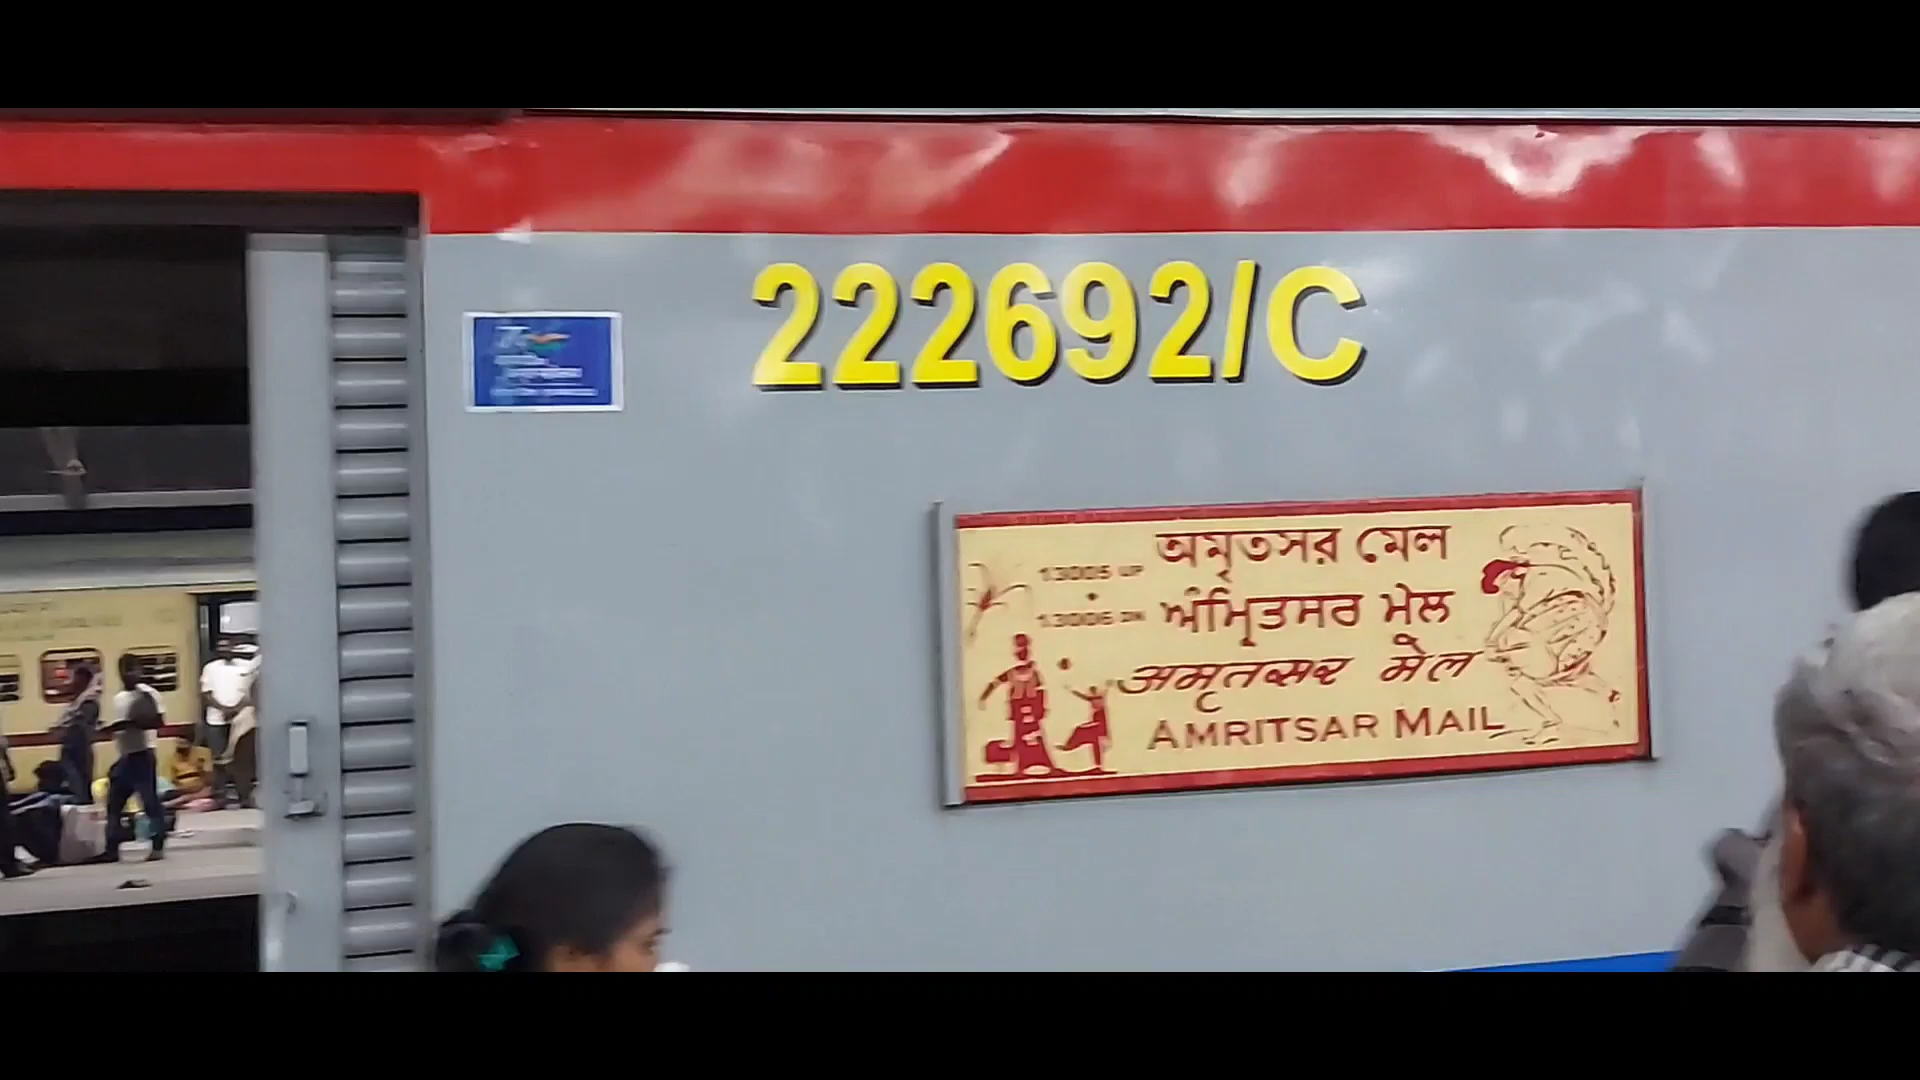 222692/C
অমৃতসর মেল
13005 UP
ਅੰਮ੍ਰਿਤਸਰ ਮੇਲ
13006 DN
अमृतसर मेल
AMRITSAR MAIL